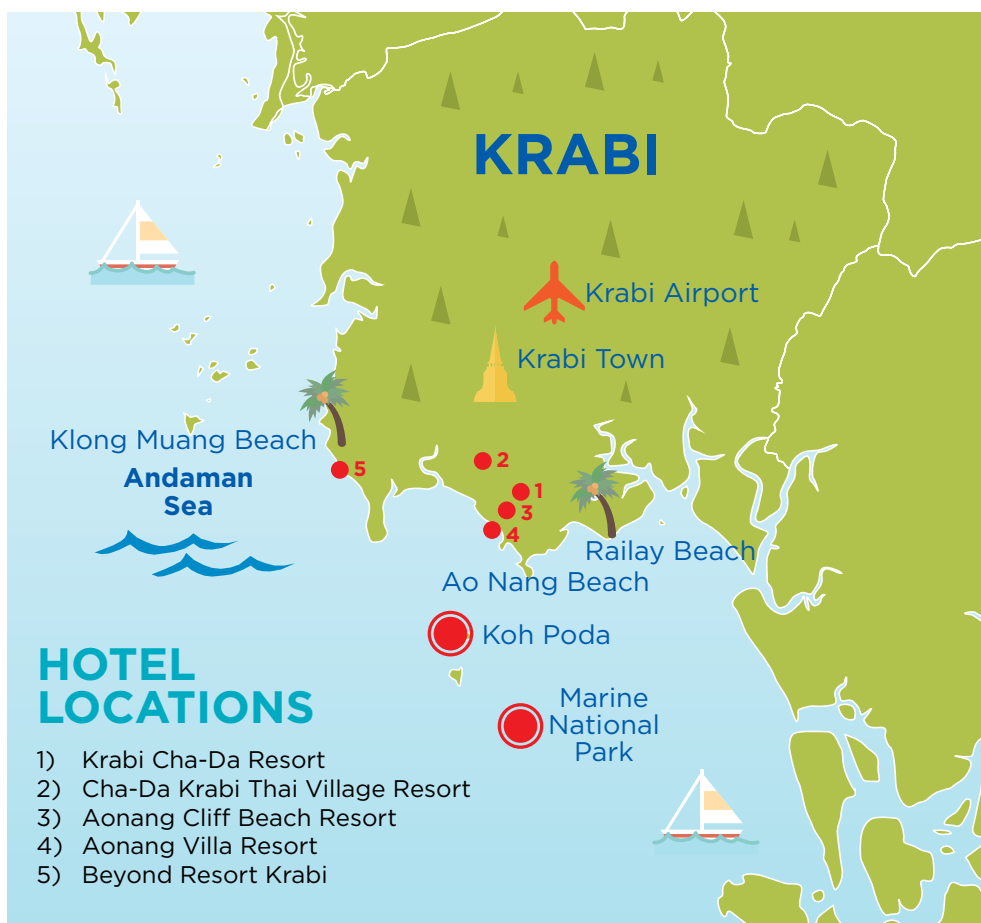 KRABI
Krabi Airport
Krabi Town
Klong Muang Beach
Andaman
Sea
5
2
1
3
4
Railay Beach
Ao Nang Beach
Koh Poda
Marine
National
Park
HOTEL
LOCATIONS
1) Krabi Cha-Da Resort
2) Cha-Da Krabi Thai Village Resort
3) Aonang Cliff Beach Resort
4) Aonang Villa Resort
5) Beyond Resort Krabi